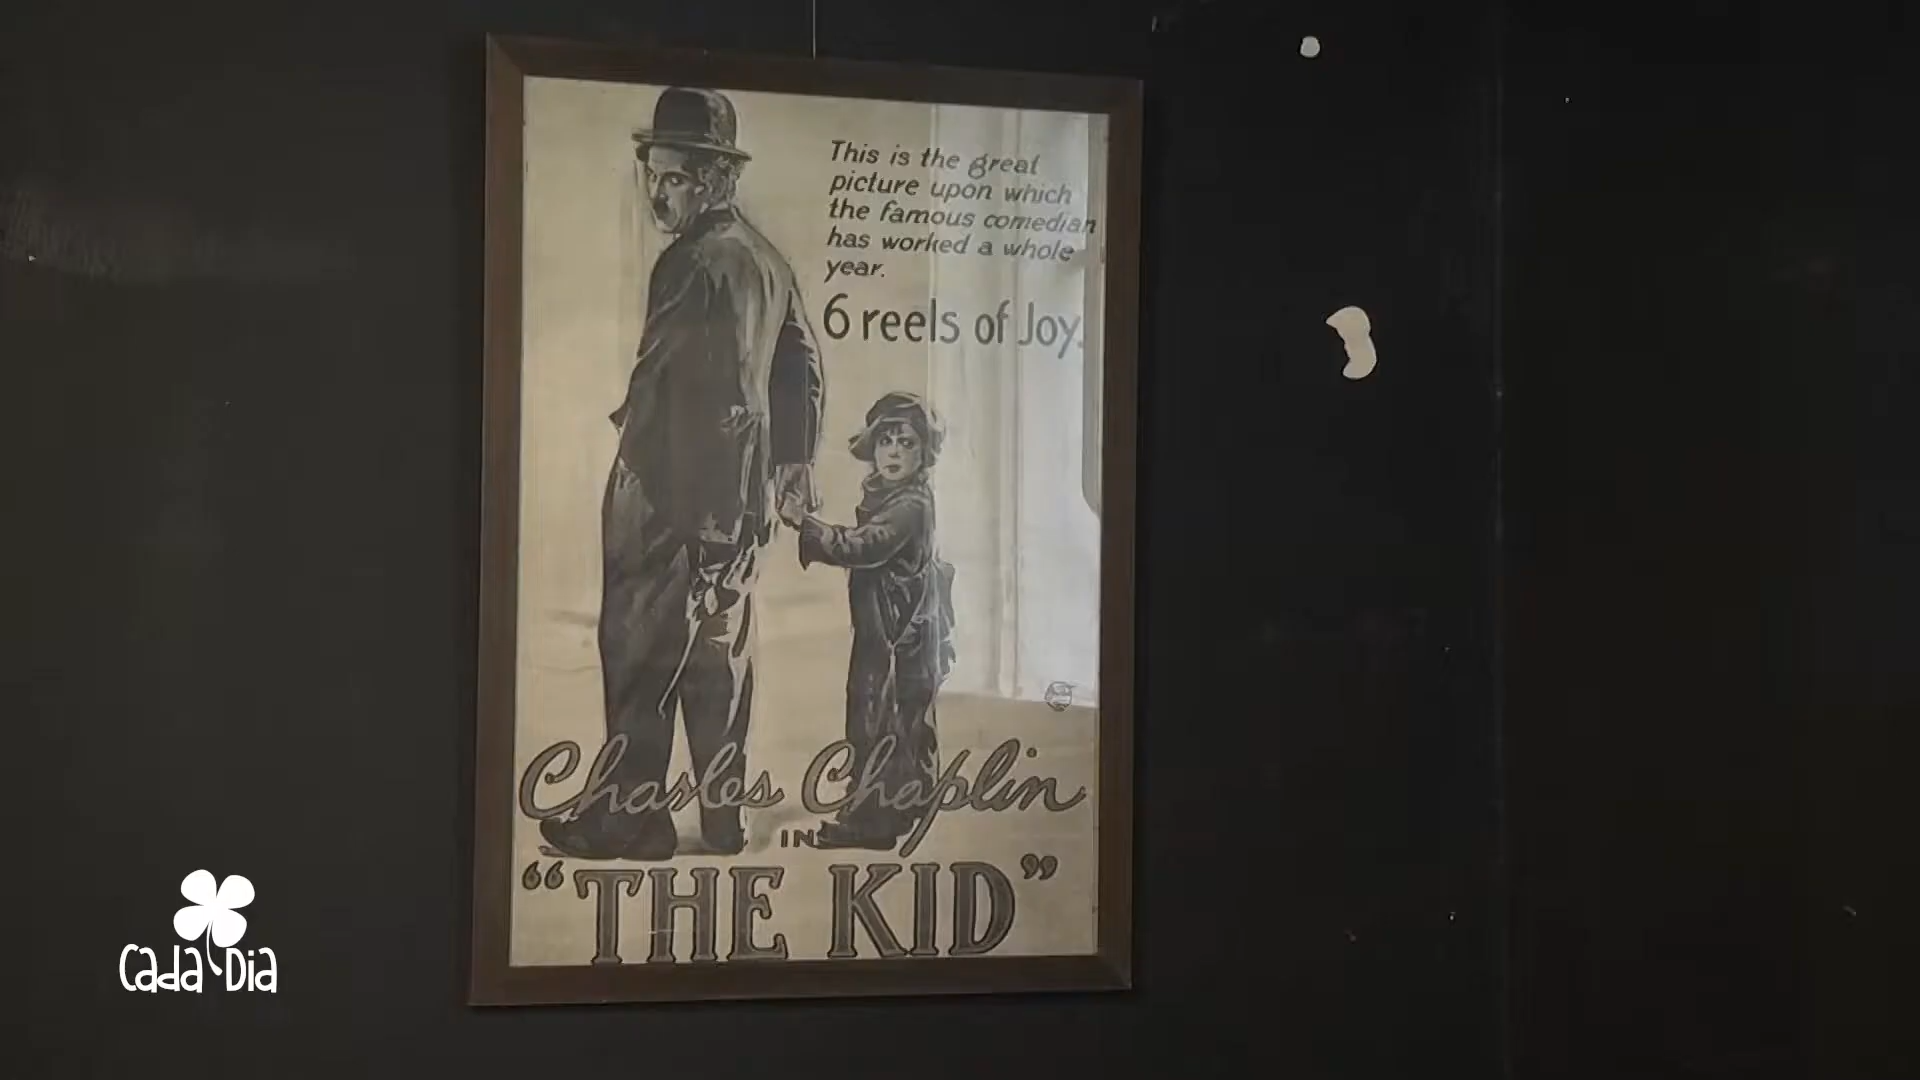 This is the great
picture upon which
the famous comedian
has worked a whole
year.
6 reels of Joy.
Charles Chaplin
IN
“THE KID”
Cada Dia